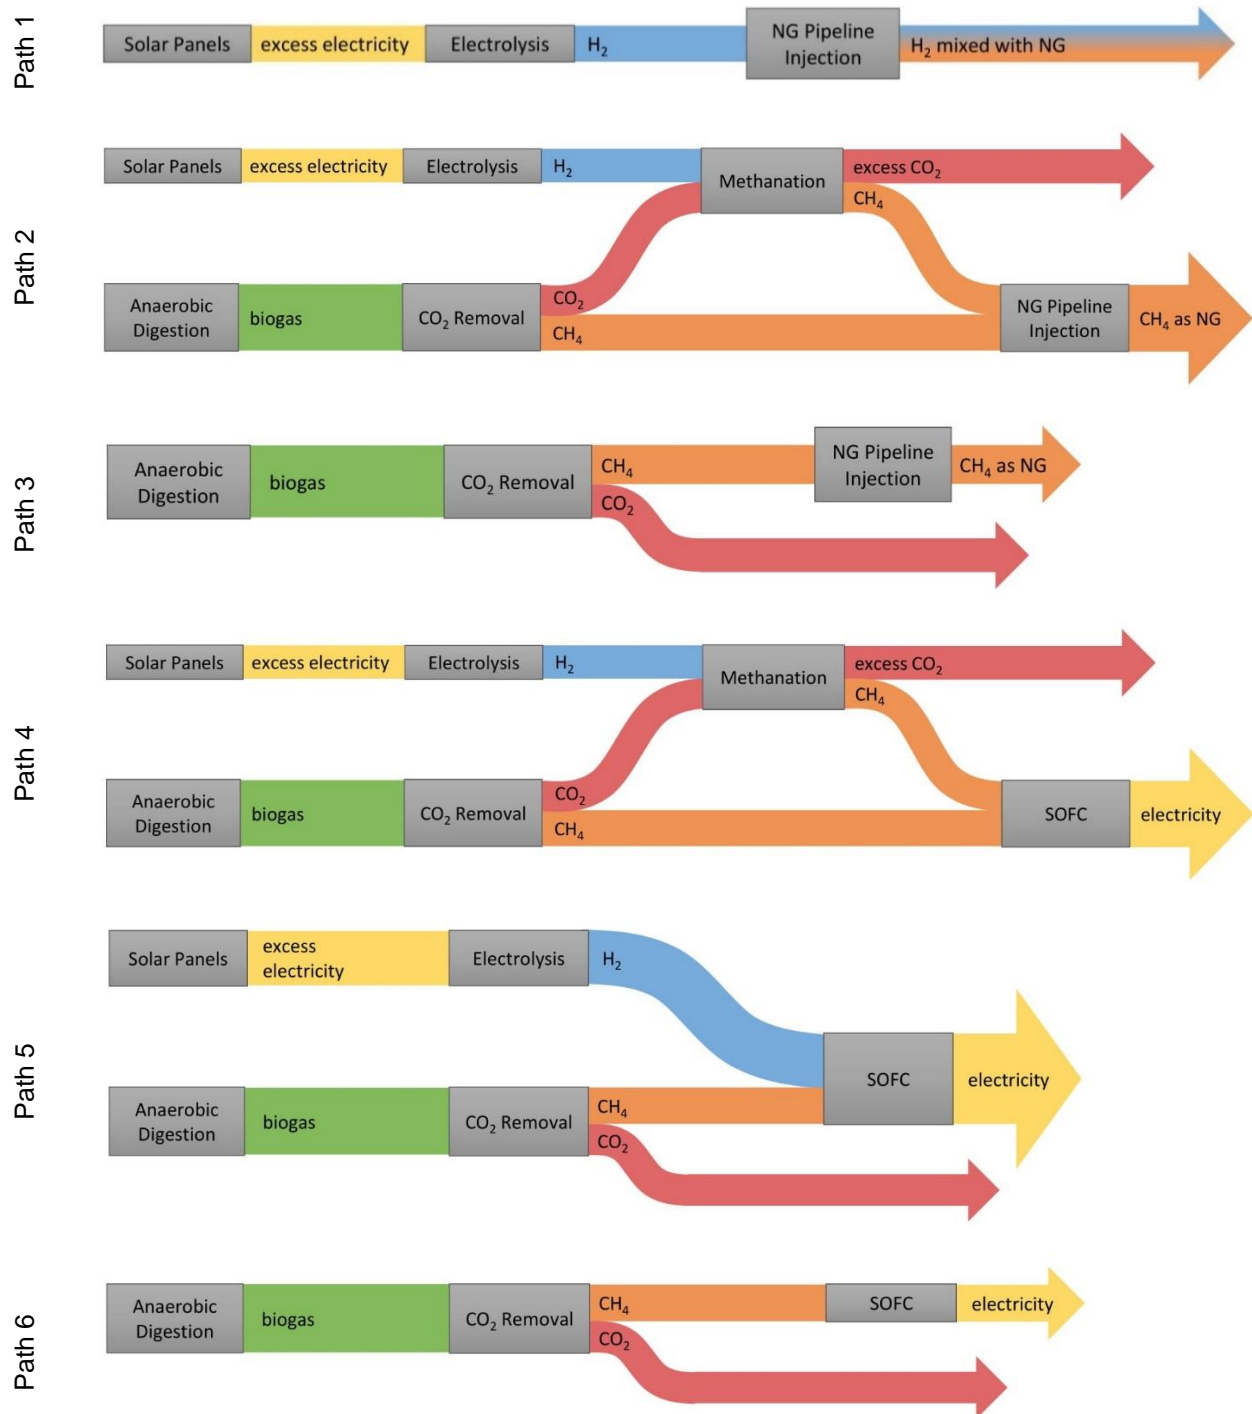 Path 1
Solar Panels
excess electricity
Electrolysis
H₂
NG Pipeline
Injection
H₂ mixed with NG
Path 2
Solar Panels
excess electricity
Electrolysis
H₂
Methanation
excess CO₂
CH₄
Anaerobic
Digestion
biogas
CO₂ Removal
CO₂
CH₄
NG Pipeline
Injection
CH₄ as NG
Path 3
Anaerobic
Digestion
biogas
CO₂ Removal
CH₄
CO₂
NG Pipeline
Injection
CH₄ as NG
Path 4
Solar Panels
excess electricity
Electrolysis
H₂
Methanation
excess CO₂
CH₄
Anaerobic
Digestion
biogas
CO₂ Removal
CO₂
CH₄
SOFC
electricity
Path 5
Solar Panels
excess
electricity
Electrolysis
H₂
Anaerobic
Digestion
biogas
CO₂ Removal
CH₄
CO₂
SOFC
electricity
Path 6
Anaerobic
Digestion
biogas
CO₂ Removal
CH₄
CO₂
SOFC
electricity